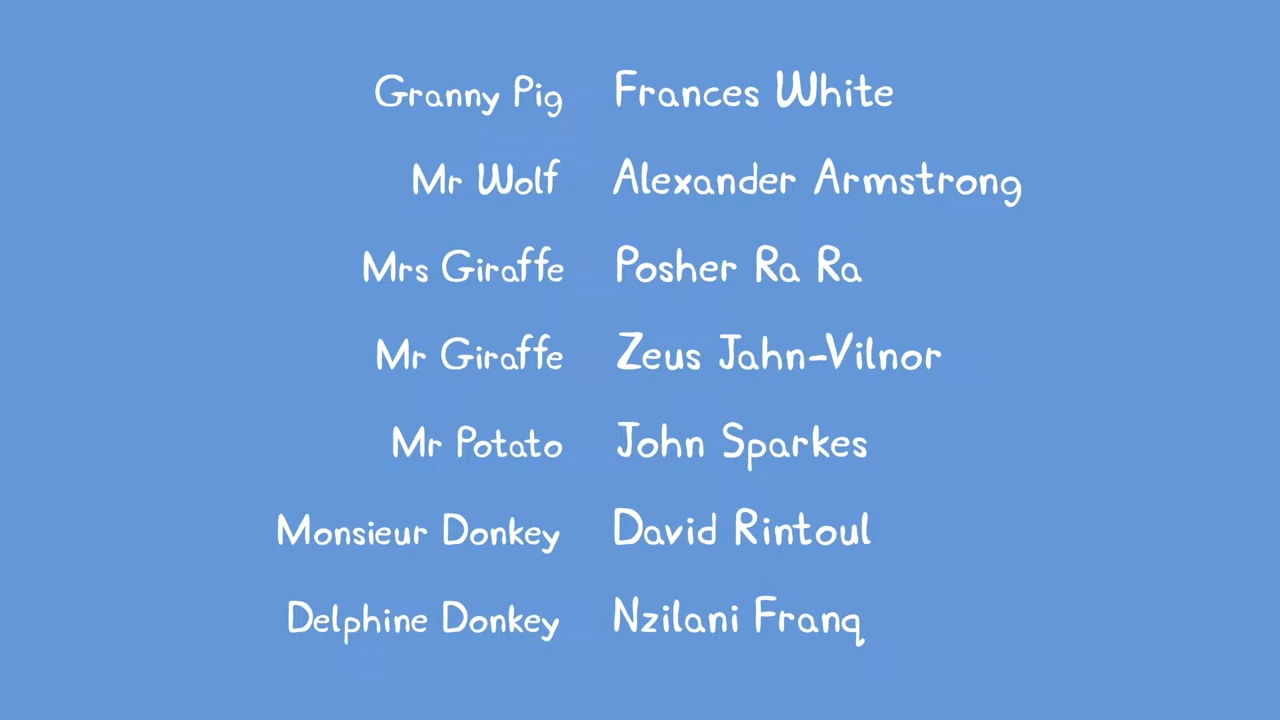 Granny Pig Frances White
Mr Wolf Alexander Armstrong
Mrs Giraffe Posher Ra Ra
Mr Giraffe Zeus Jahn-Vilnor
Mr Potato John Sparkes
Monsieur Donkey David Rintoul
Delphine Donkey Nzilani Franq